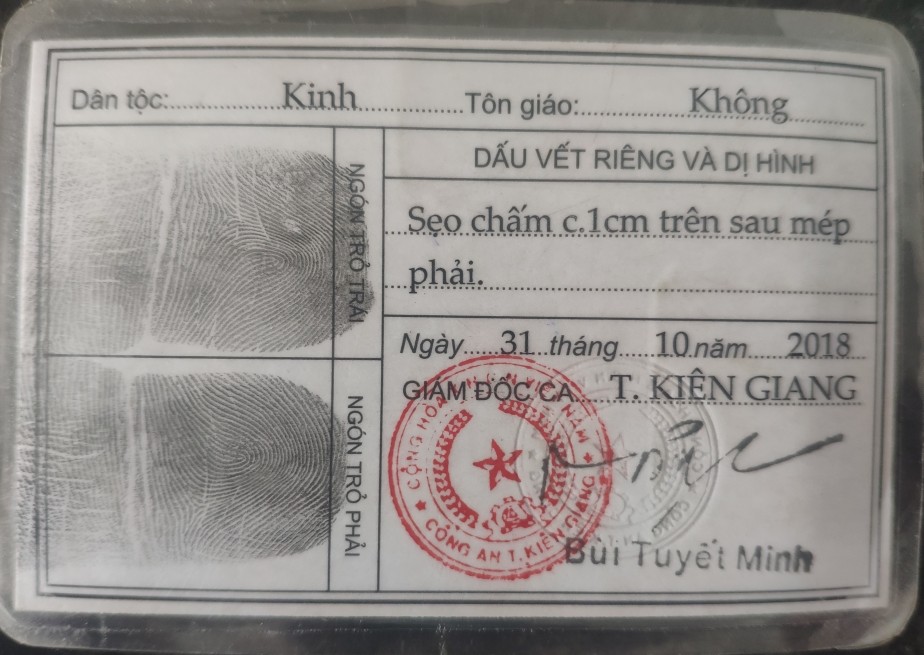 Dân tộc: Kinh Tôn giáo: Không
NGÓN TRỎ TRÁI
DẤU VẾT RIÊNG VÀ DỊ HÌNH
Sẹo chấm c.1cm trên sau mép
phải.
Ngày 31 tháng 10 năm 2018
GIÁM ĐỐC CA T. KIÊN GIANG
NGÓN TRỎ PHẢI
CÔNG AN T. KIÊN GIANG
Bùi Tuyết Minh